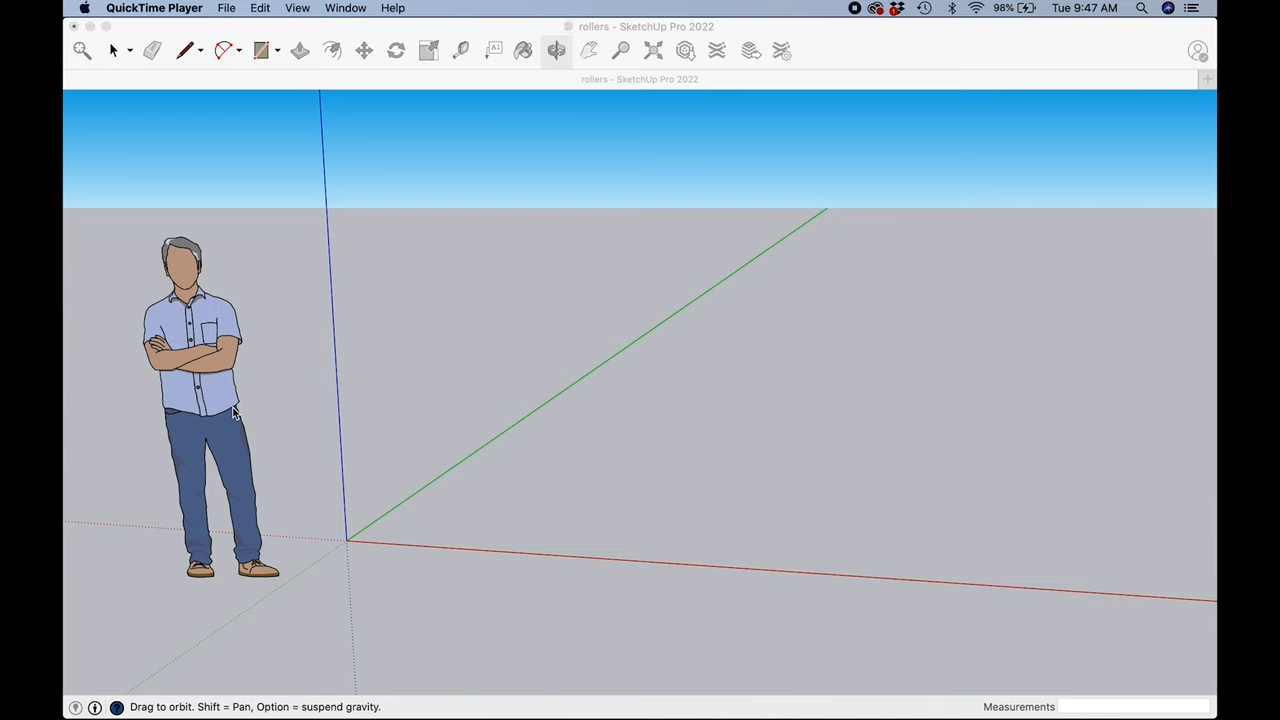 QuickTime Player File Edit View Window Help 98% Tue 9:47 AM
rollers - SketchUp Pro 2022
A1
rollers - SketchUp Pro 2022
Drag to orbit. Shift = Pan, Option = suspend gravity. Measurements